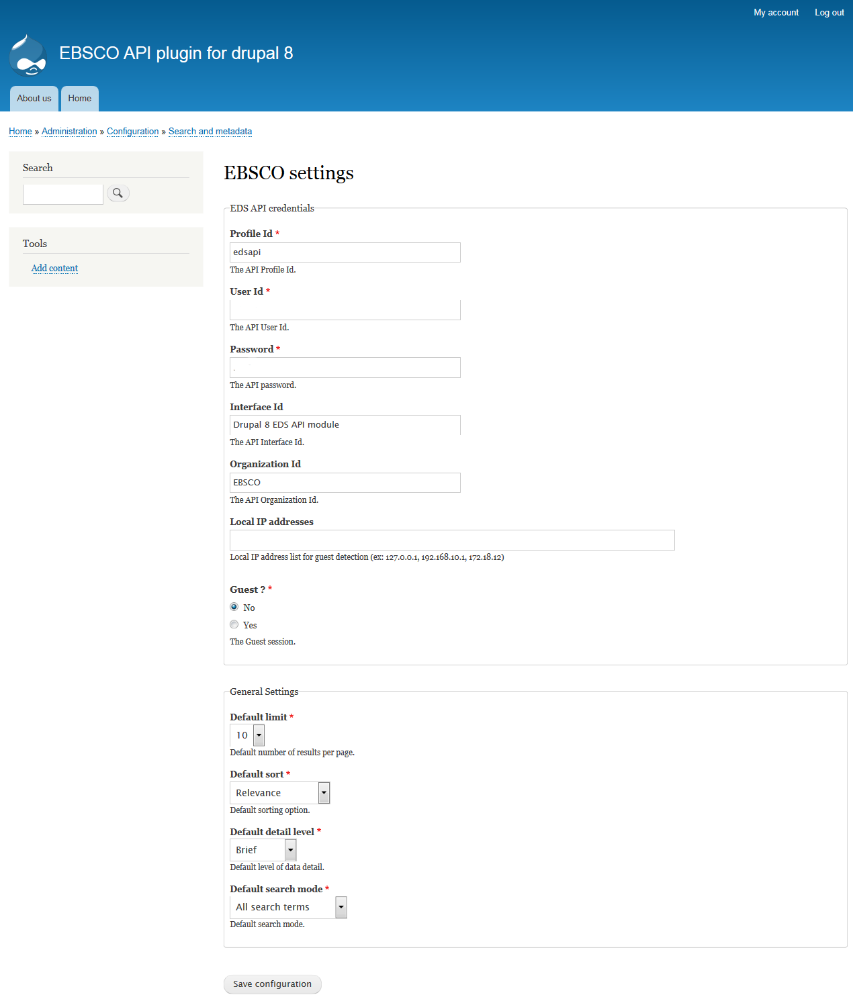 My account Log out
EBSCO API plugin for drupal 8
About us Home
Home » Administration » Configuration » Search and metadata
Search
Tools
Add content
EBSCO settings
EDS API credentials
Profile Id *
edsapi
The API Profile Id.
User Id *
The API User Id.
Password *
The API password.
Interface Id
Drupal 8 EDS API module
The API Interface Id.
Organization Id
EBSCO
The API Organization Id.
Local IP addresses
Local IP address list for guest detection (ex: 127.0.0.1, 192.168.10.1, 172.18.12)
Guest ? *
No
Yes
The Guest session.
General Settings
Default limit *
10
Default number of results per page.
Default sort *
Relevance
Default sorting option.
Default detail level *
Brief
Default level of data detail.
Default search mode *
All search terms
Default search mode.
Save configuration